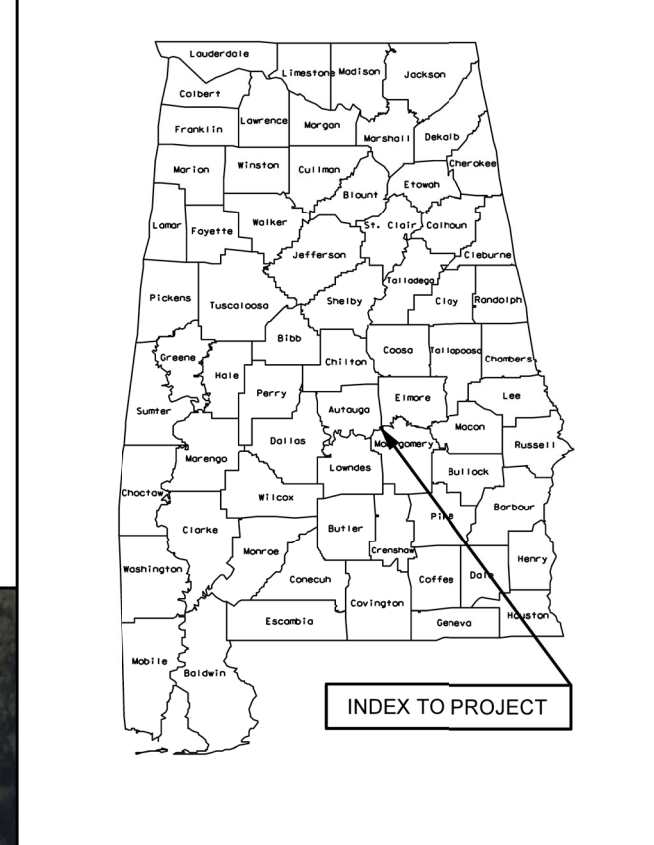 Lauderdale
Limestone
Madison
Jackson
Colbert
Lawrence
Morgan
Franklin
Marshall
Dekalb
Cherokee
Marion
Winston
Cullman
Etowah
Blount
Lamar
Fayette
Walker
St. Clair
Calhoun
Jefferson
Cleburne
Talladega
Pickens
Tuscaloosa
Shelby
Clay
Randolph
Bibb
Greene
Chilton
Coosa
Tallapoosa
Chambers
Hale
Perry
Elmore
Lee
Sumter
Autauga
Macon
Dallas
Montgomery
Russell
Marengo
Lowndes
Bullock
Choctaw
Wilcox
Barbour
Clarke
Butler
Pike
Monroe
Crenshaw
Henry
Washington
Conecuh
Coffee
Dale
Covington
Escambia
Geneva
Houston
Mobile
Baldwin
INDEX TO PROJECT